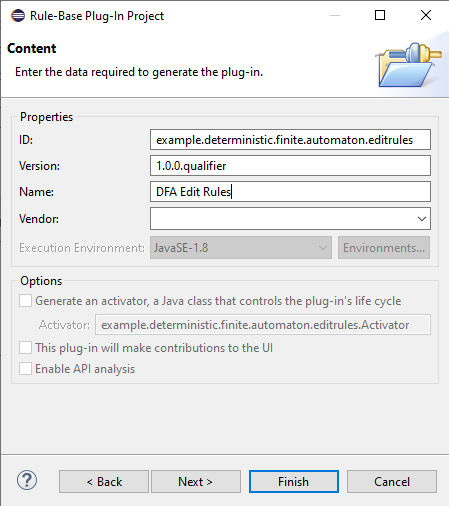 Rule-Base Plug-In Project
Content
Enter the data required to generate the plug-in.
Properties
ID: example.deterministic.finite.automaton.editrules
Version: 1.0.0.qualifier
Name: DFA Edit Rules
Vendor:
Execution Environment: JavaSE-1.8 Environments...
Options
Generate an activator, a Java class that controls the plug-in's life cycle
Activator: example.deterministic.finite.automaton.editrules.Activator
This plug-in will make contributions to the UI
Enable API analysis
? < Back Next > Finish Cancel